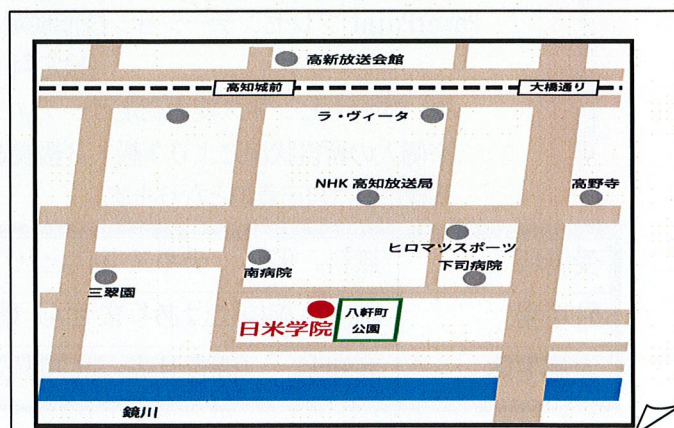 高新放送会館
高知城前
大橋通り
ラ・ヴィータ
NHK 高知放送局
高野寺
ヒロマツスポーツ
下司病院
南病院
三翠園
日米学院
八軒町
公園
鏡川